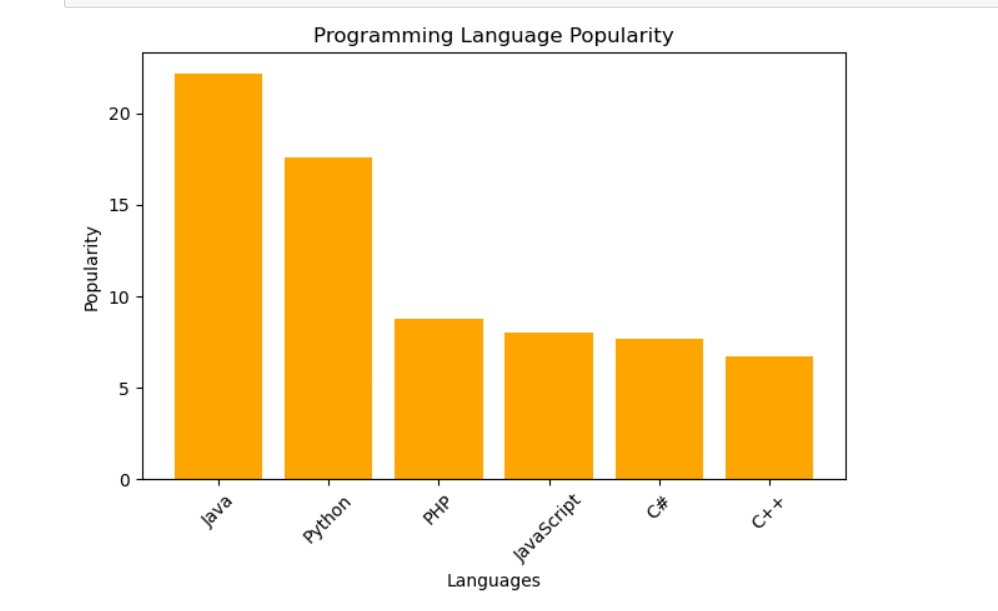 Programming Language Popularity
20
15
10
5
0
Popularity
Java
Python
PHP
JavaScript
C#
C++
Languages